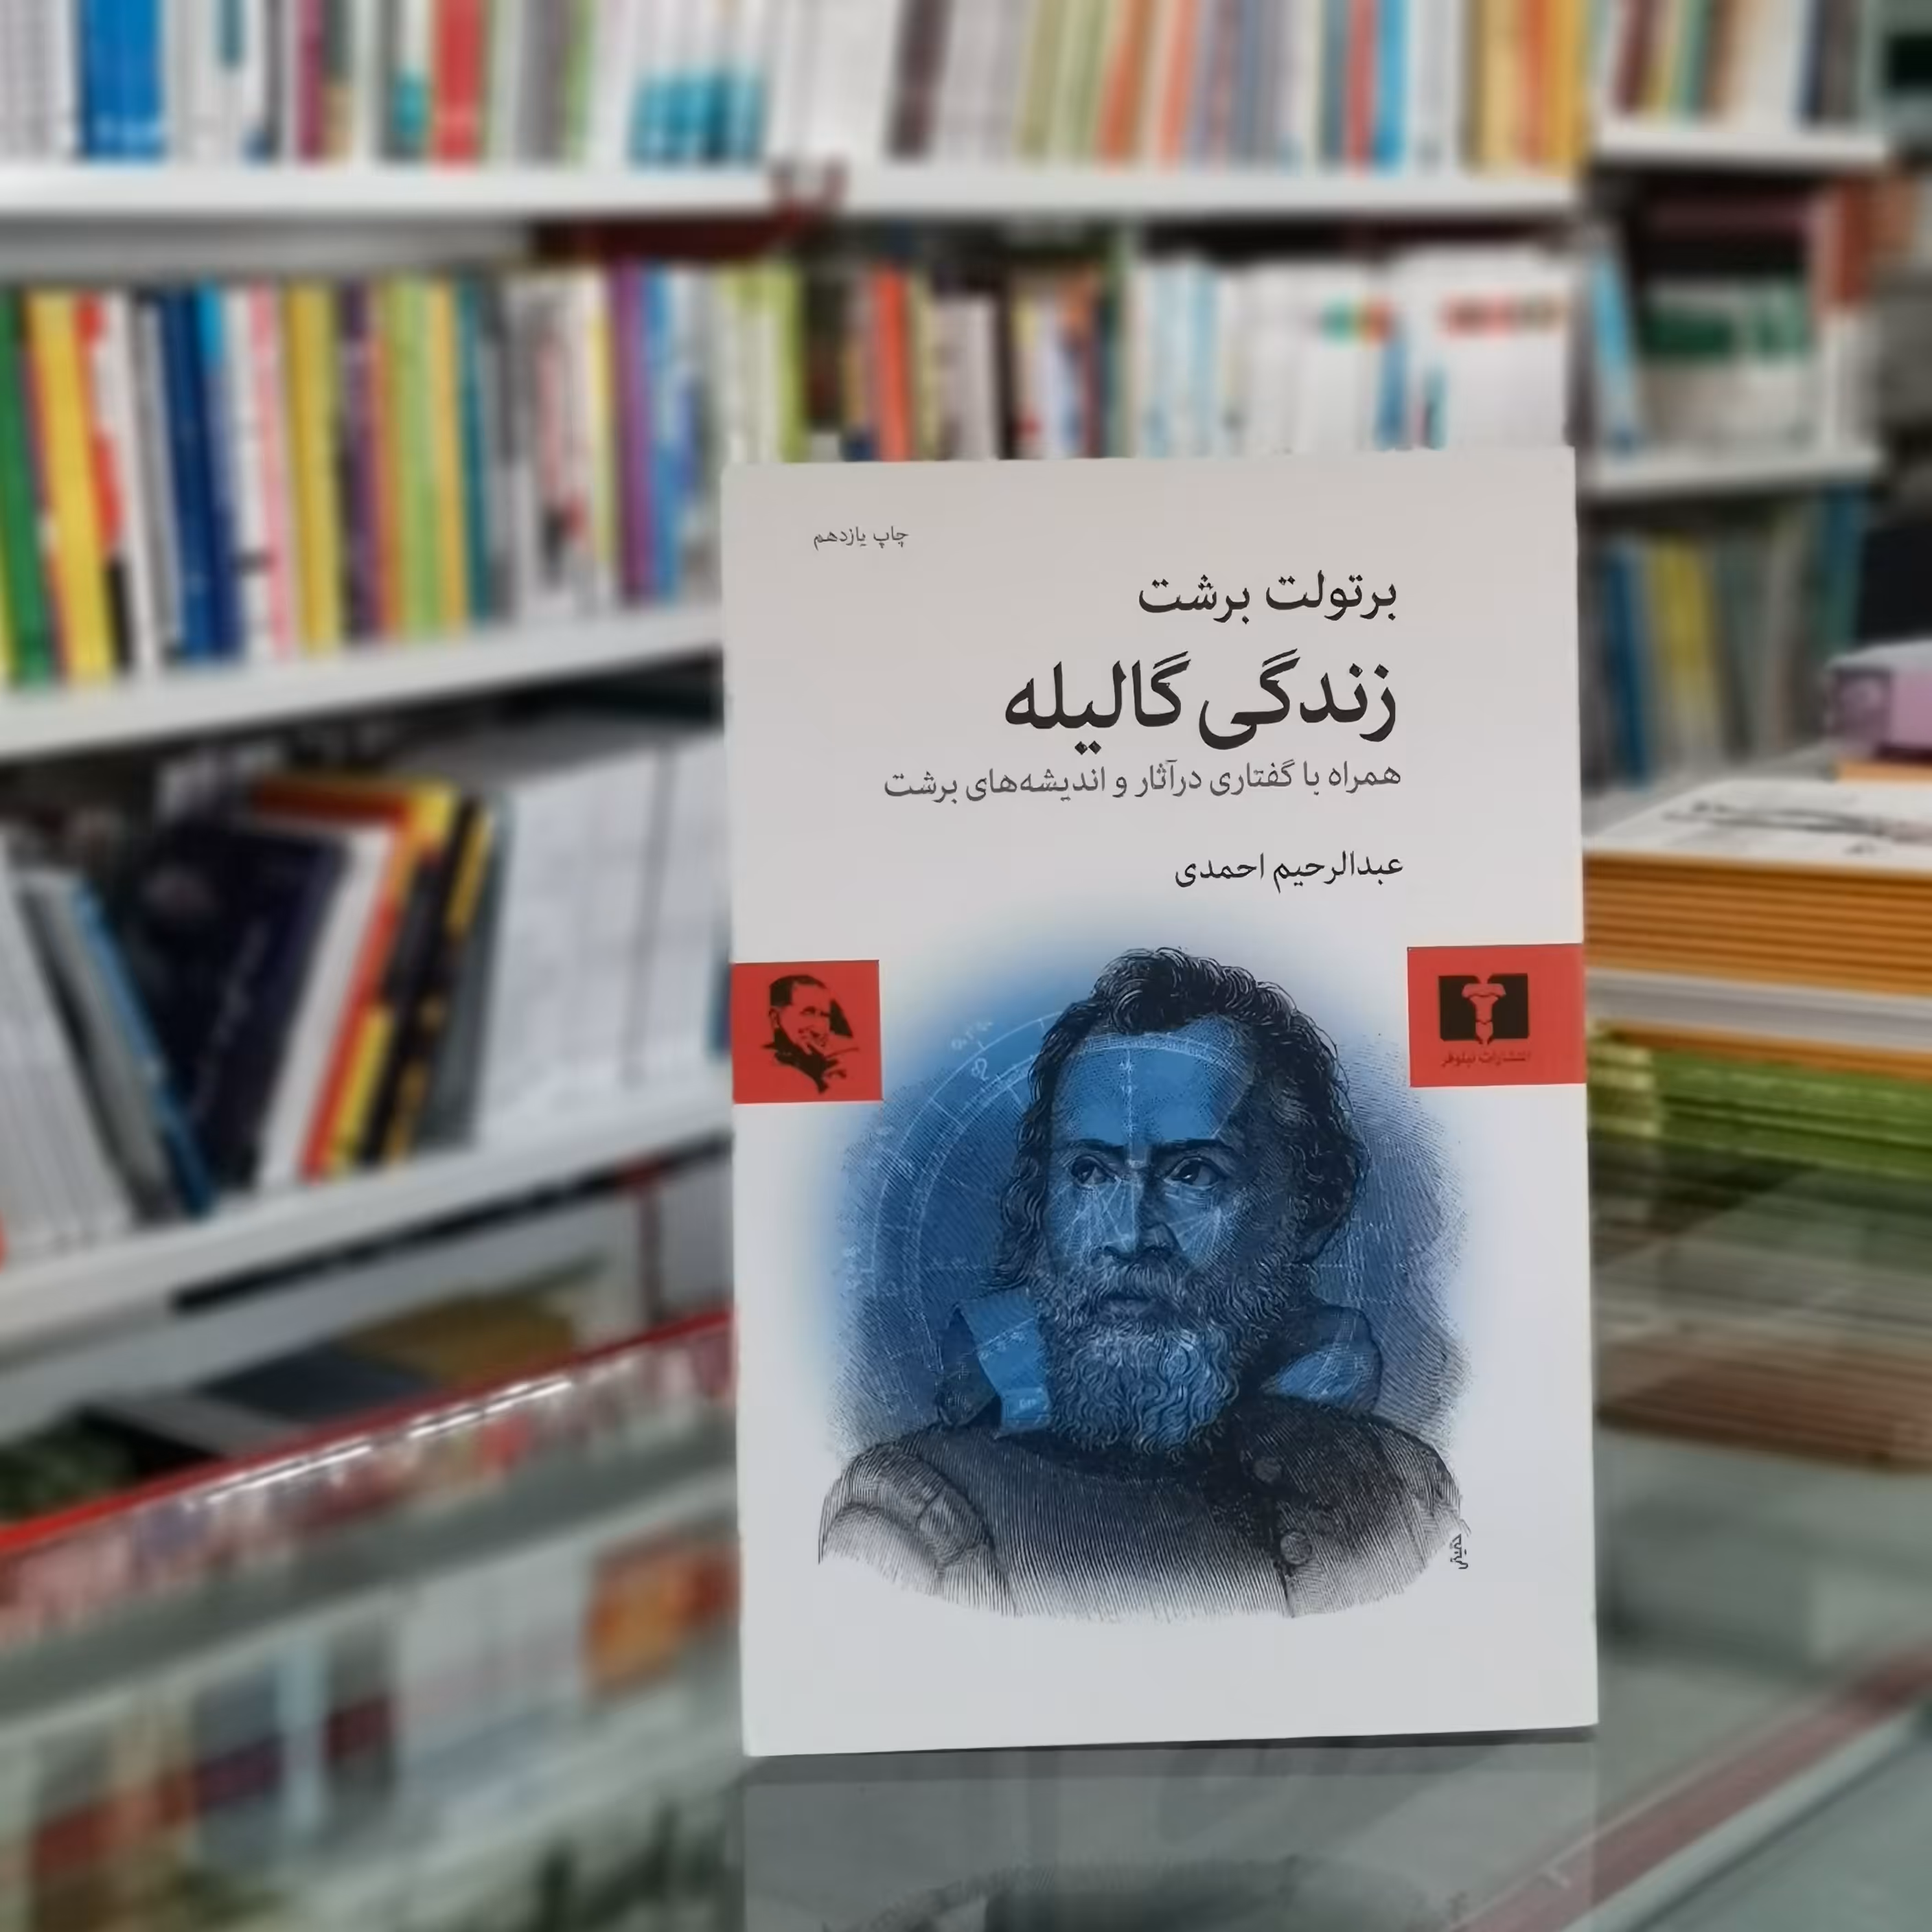 چاپ یازدهم
برتولت برشت
زندگی گالیله
همراه با گفتاری درآثار و اندیشه‌های برشت
عبدالرحیم احمدی
انتشارات نیلوفر